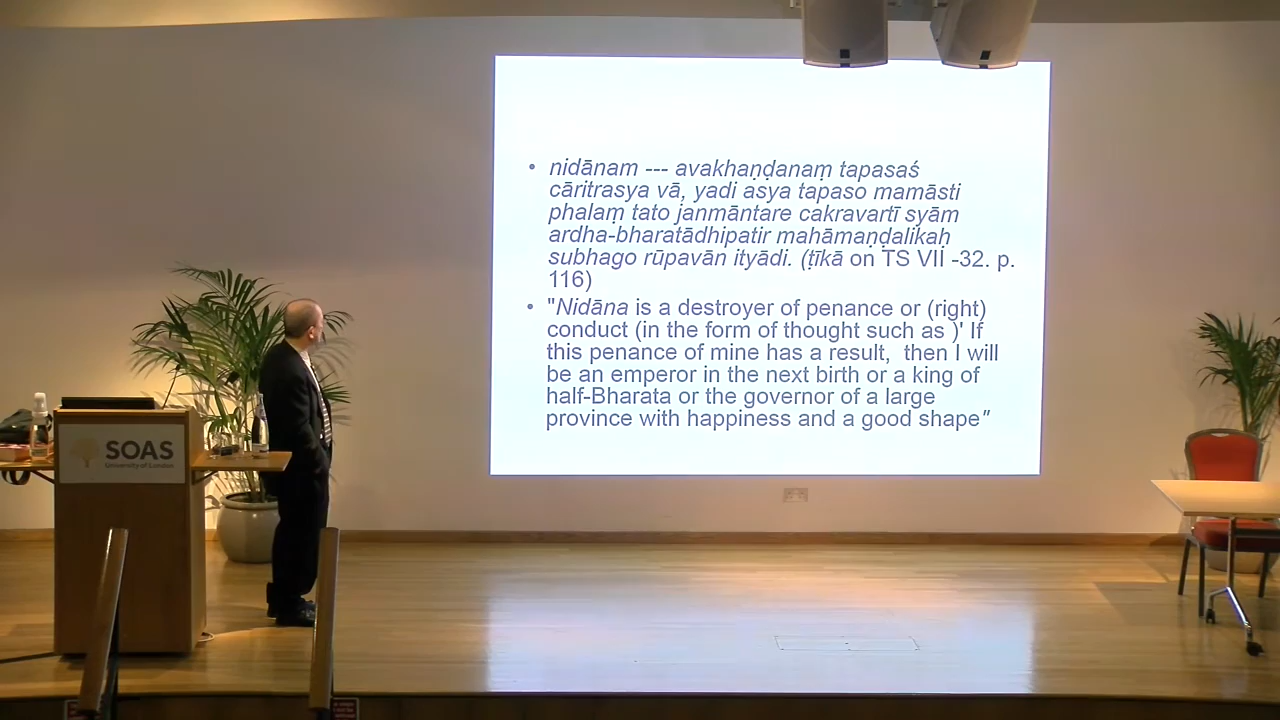 • nidānam --- avakhaṇḍanaṃ tapasaś
cāritrasya vā, yadi asya tapaso mamāsti
phalaṃ tato janmāntare cakravartī syām
ardha-bharatādhipatir mahāmaṇḍalikaḥ
subhago rūpavān ityādi. (ṭīkā on TS VII -32. p.
116)
• "Nidāna is a destroyer of penance or (right)
conduct (in the form of thought such as )' If
this penance of mine has a result, then I will
be an emperor in the next birth or a king of
half-Bharata or the governor of a large
province with happiness and a good shape"
SOAS
University of London